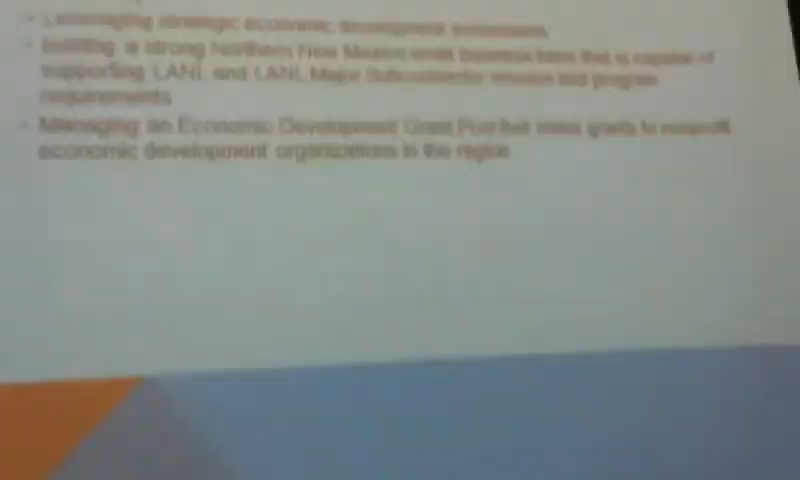 Leveraging strategic economic development investments
building a strong Northern New Mexico business base that is capable of
supporting LANL and LANL Major Subcontractor mission and program
requirements
Managing an Economic Development Grant Pool that makes grants to nonprofit
economic development organizations in the region